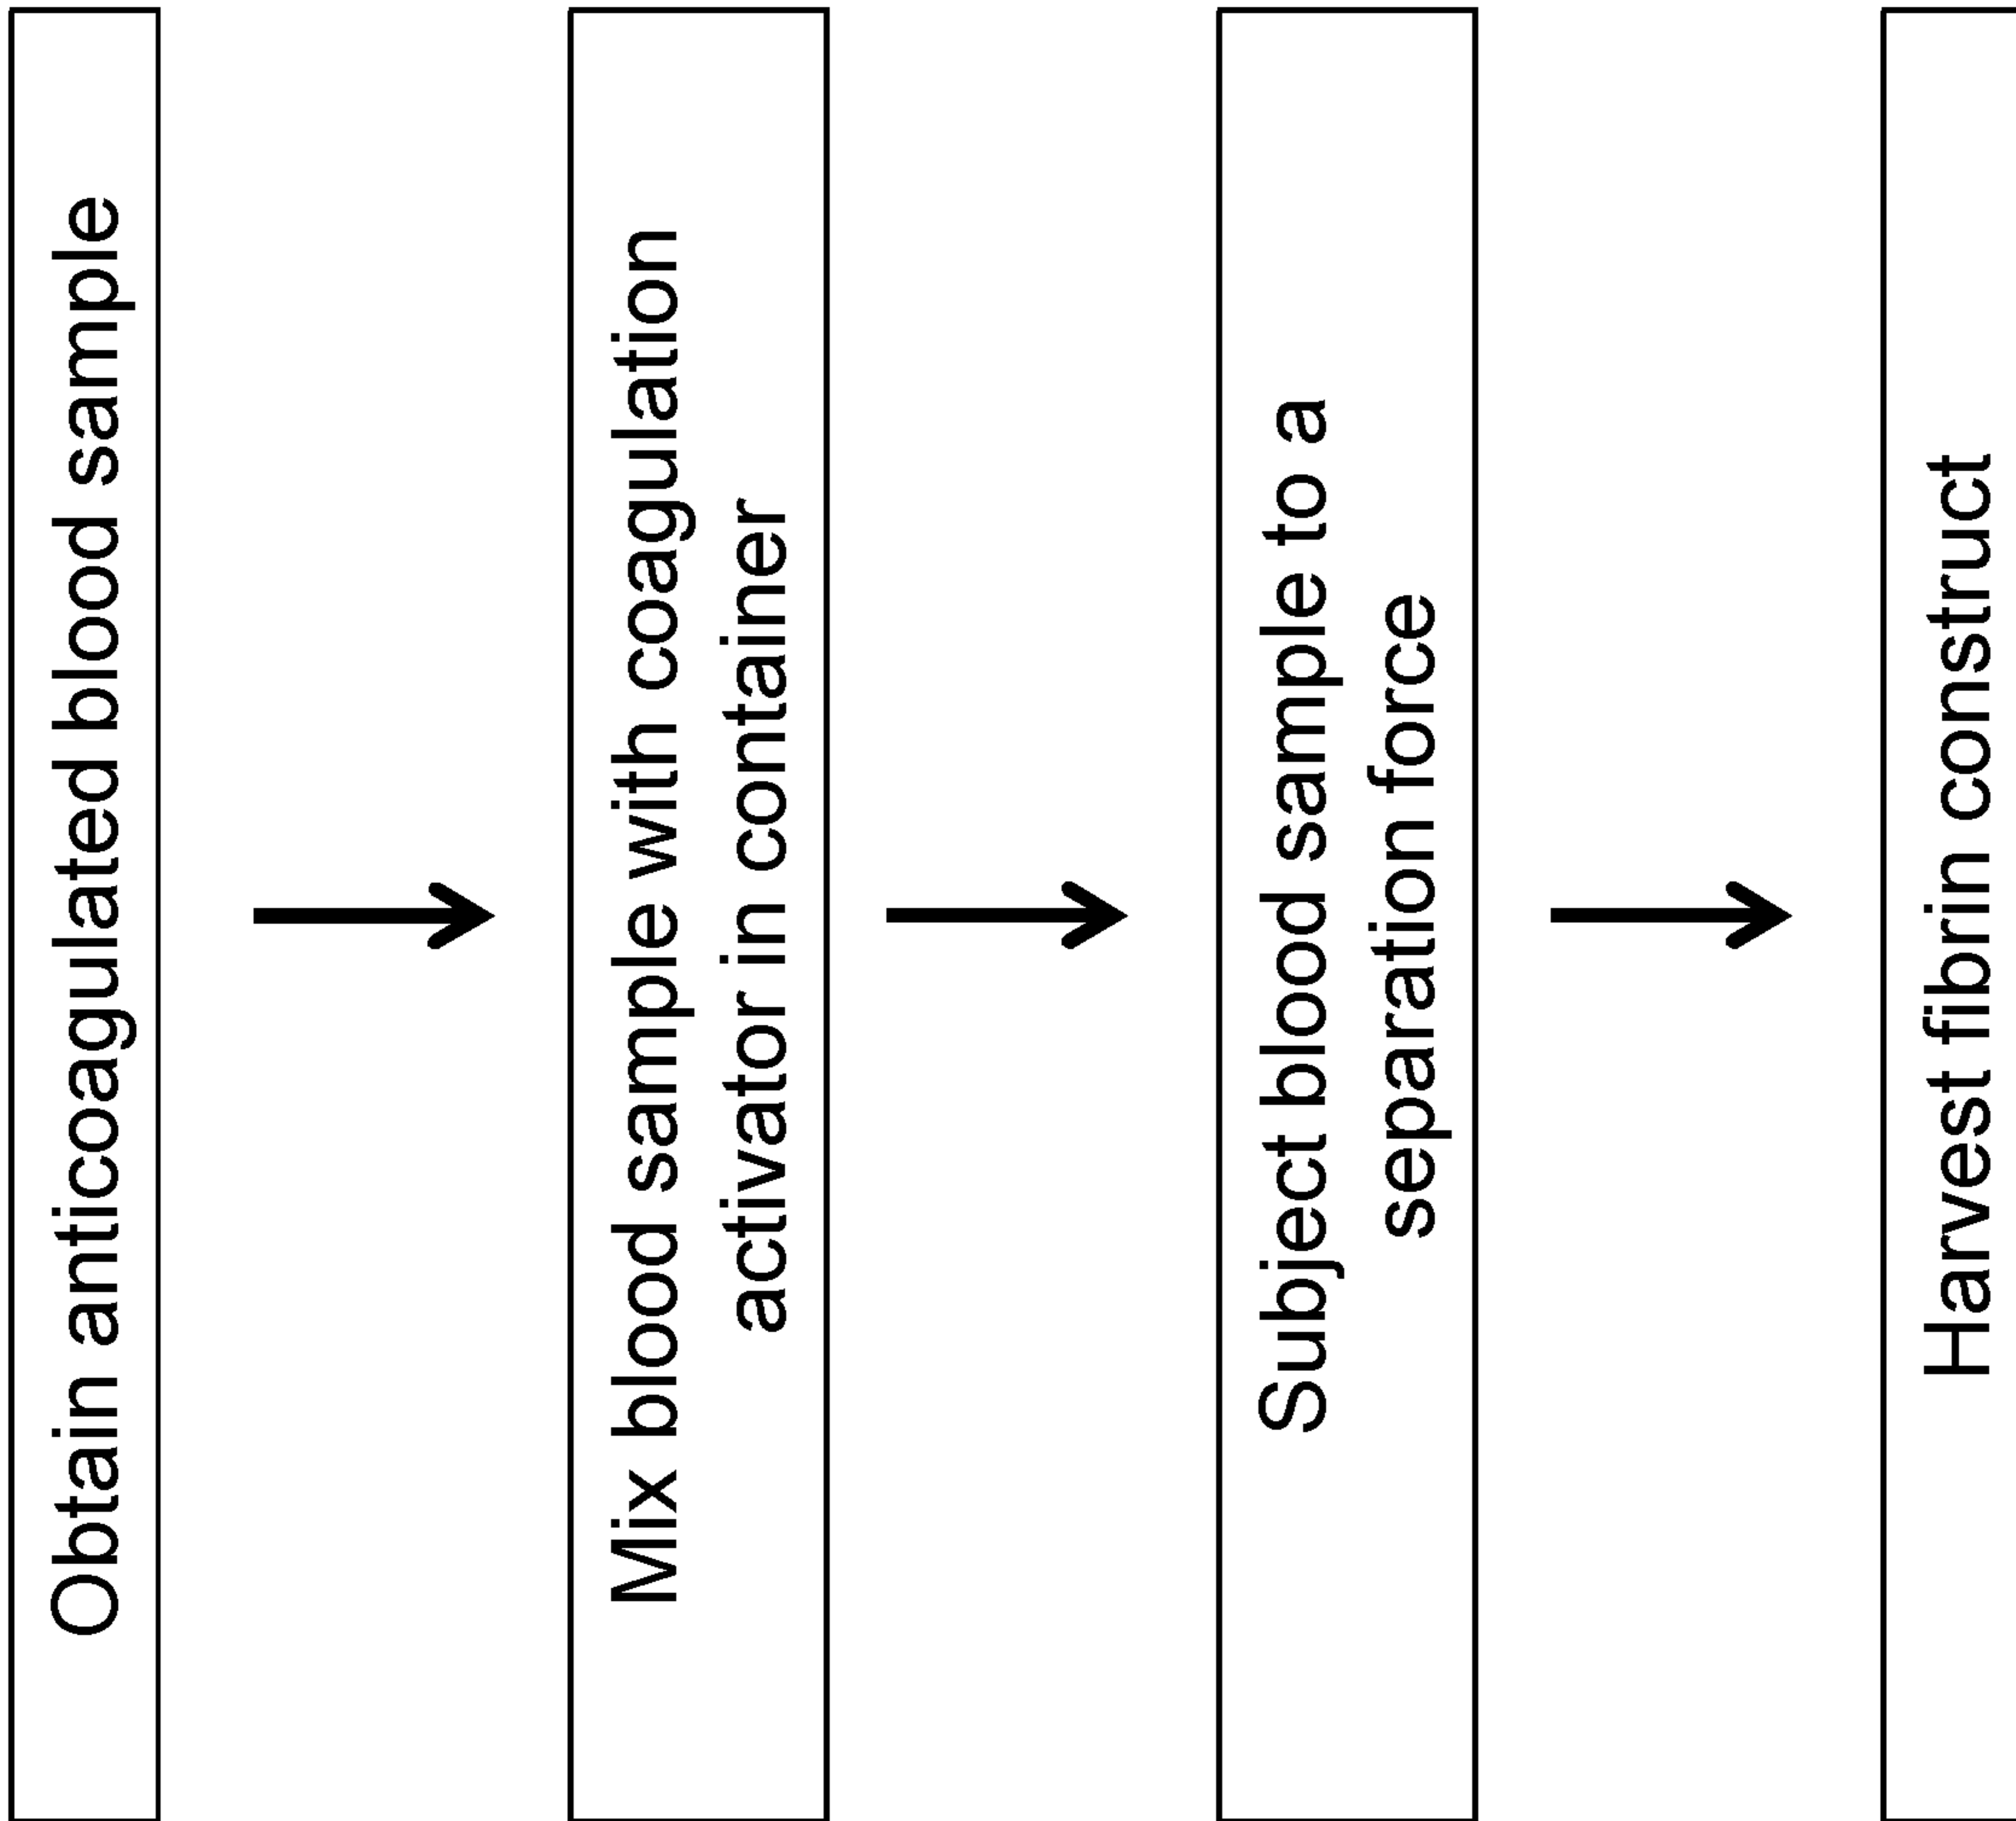 Obtain anticoagulated blood sample
Mix blood sample with coagulation
activator in container
Subject blood sample to a
separation force
Harvest fibrin construct